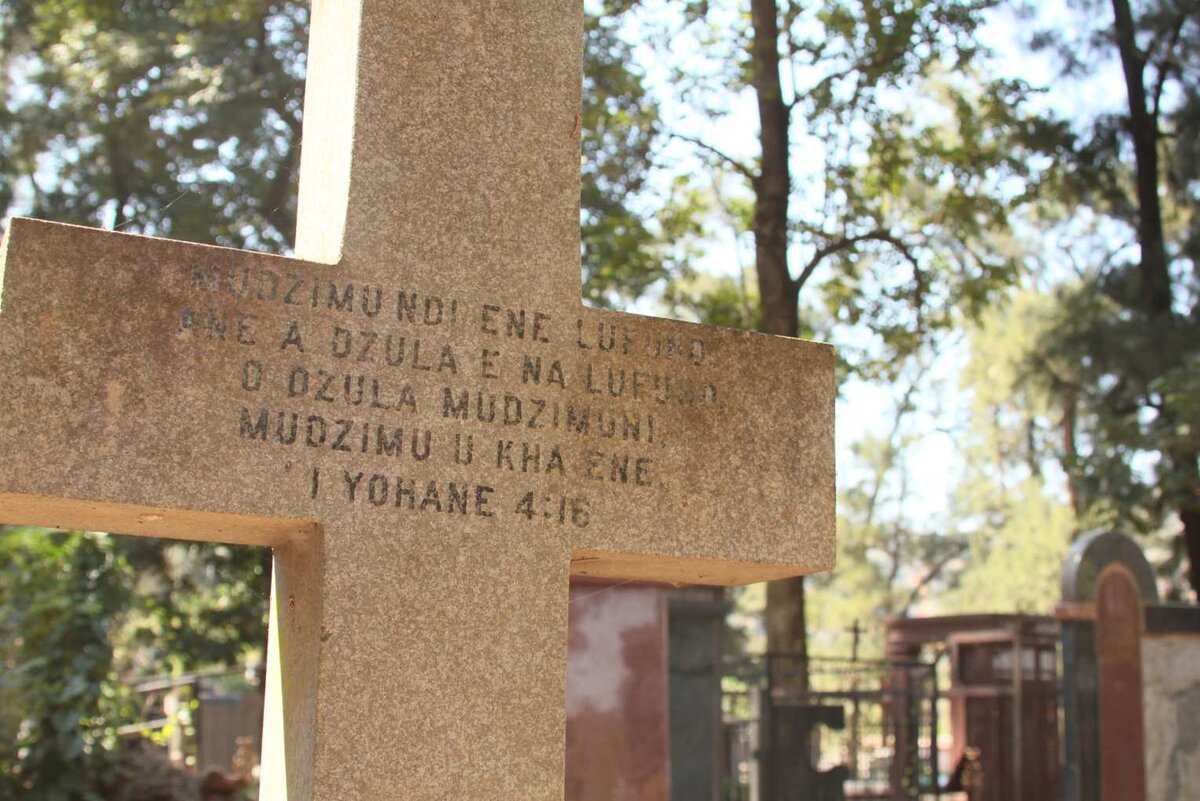 MUDZIMU NDI ENE LUFUNO,
ANE A DZULA E NA LUFUNO,
O DZULA MUDZIMUNI,
MUDZIMU U KHA ENE.
I YOHANE 4:16